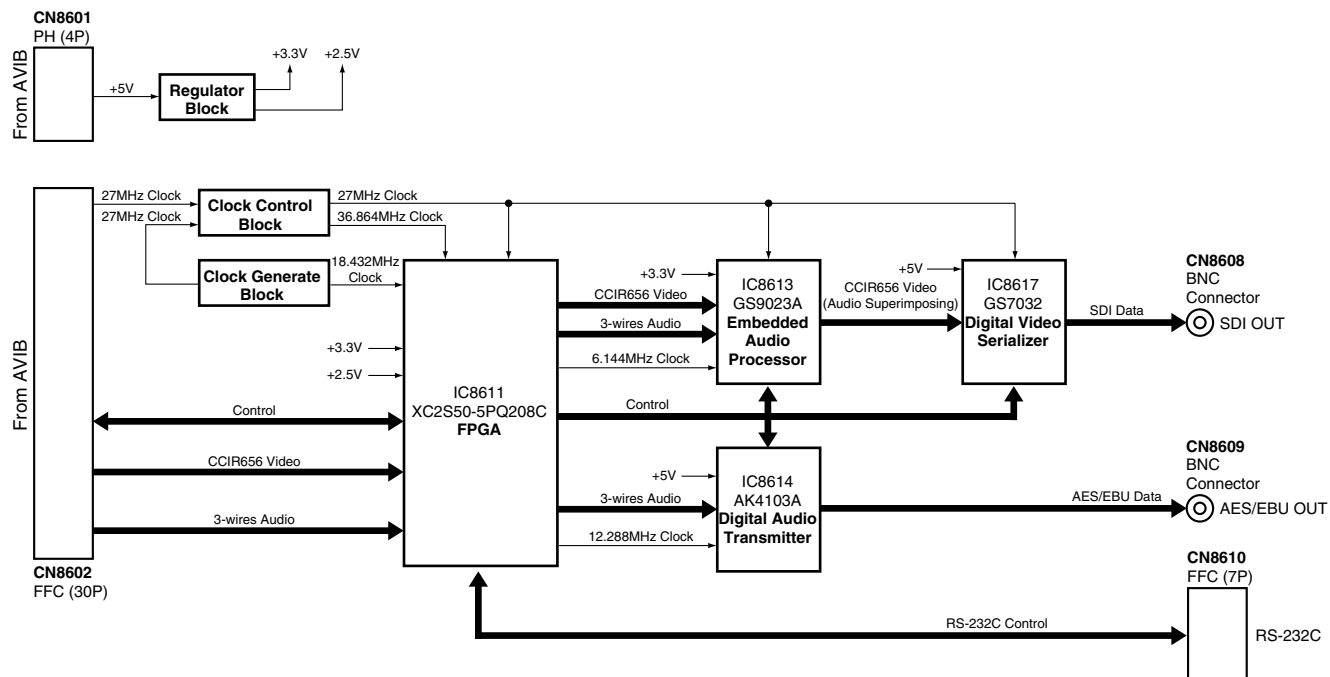 CN8601
PH (4P)
From AVIB
+5V
Regulator
Block
+3.3V
+2.5V
From AVIB
27MHz Clock
27MHz Clock
Clock Control
Block
27MHz Clock
36.864MHz Clock
Clock Generate
Block
18.432MHz
Clock
+3.3V
+2.5V
Control
CCIR656 Video
3-wires Audio
CN8602
FFC (30P)
IC8611
XC2S50-5PQ208C
FPGA
+3.3V
CCIR656 Video
3-wires Audio
6.144MHz Clock
Control
IC8613
GS9023A
Embedded
Audio
Processor
+5V
CCIR656 Video
(Audio Superimposing)
IC8617
GS7032
Digital Video
Serializer
SDI Data
CN8608
BNC
Connector
SDI OUT
+5V
3-wires Audio
12.288MHz Clock
IC8614
AK4103A
Digital Audio
Transmitter
AES/EBU Data
CN8609
BNC
Connector
AES/EBU OUT
RS-232C Control
CN8610
FFC (7P)
RS-232C